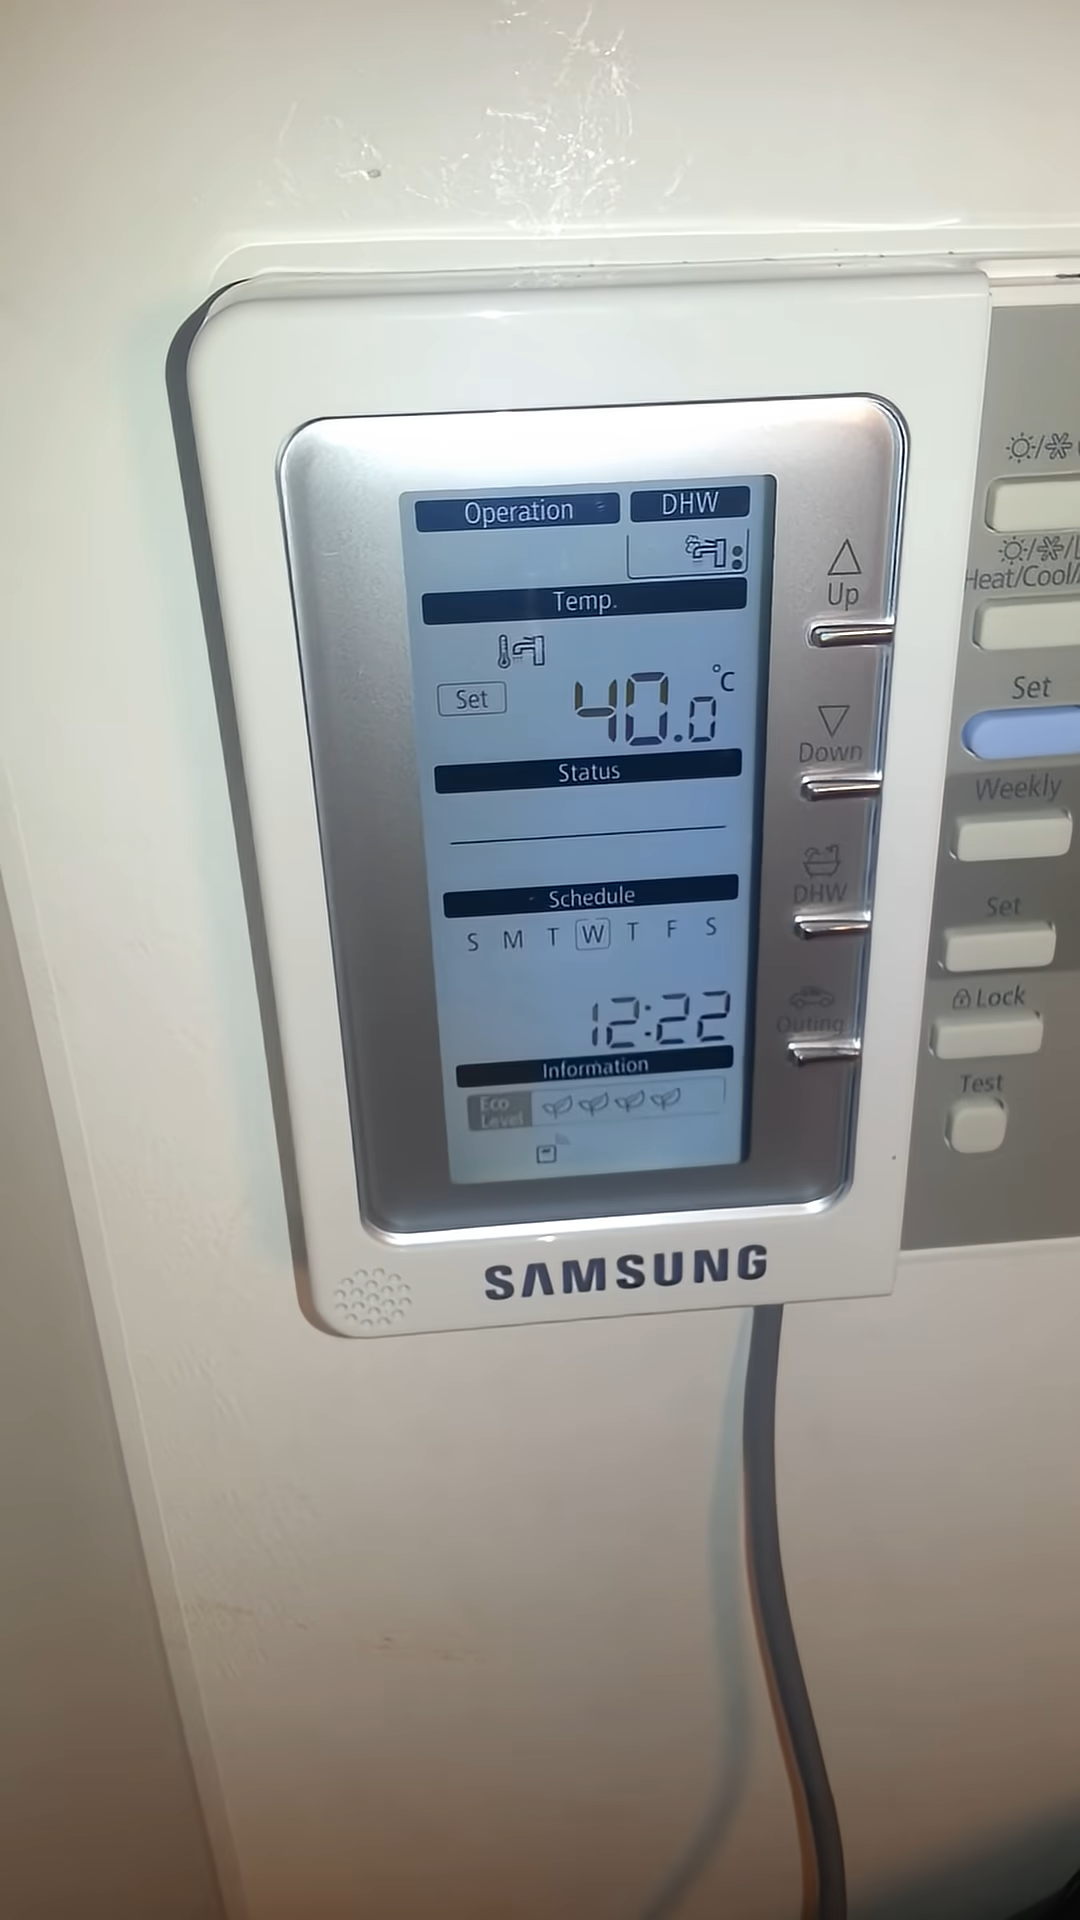 Operation DHW
Temp.
Set 40.0 °C
Status
Schedule
S M T W T F S
12:22
Information
Eco
Level
SAMSUNG
Up
Down
DHW
Outing
Heat/Cool/
Set
Weekly
Set
Lock
Test